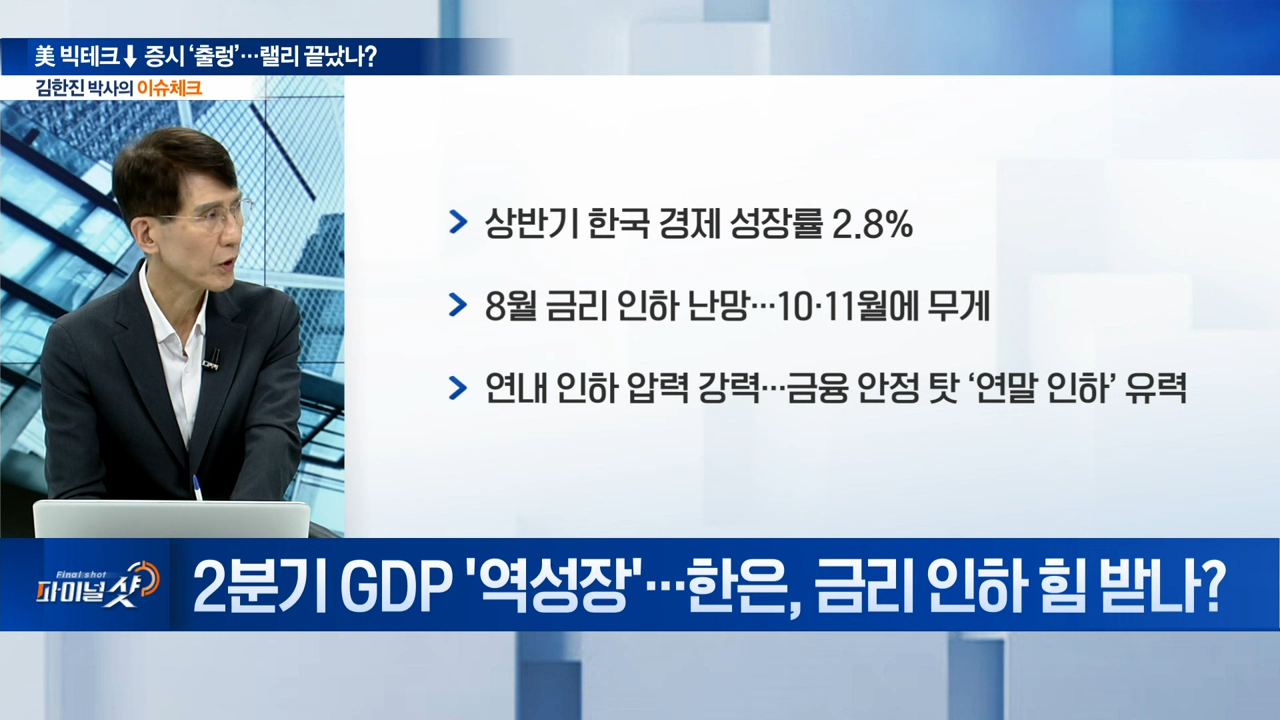 美 빅테크↓ 증시 ‘출렁’…랠리 끝났나?
김한진 박사의 이슈체크
> 상반기 한국 경제 성장률 2.8%
> 8월 금리 인하 난망…10·11월에 무게
> 연내 인하 압력 강력…금융 안정 탓 ‘연말 인하’ 유력
Final shot
파이널 샷
2분기 GDP '역성장'…한은, 금리 인하 힘 받나?